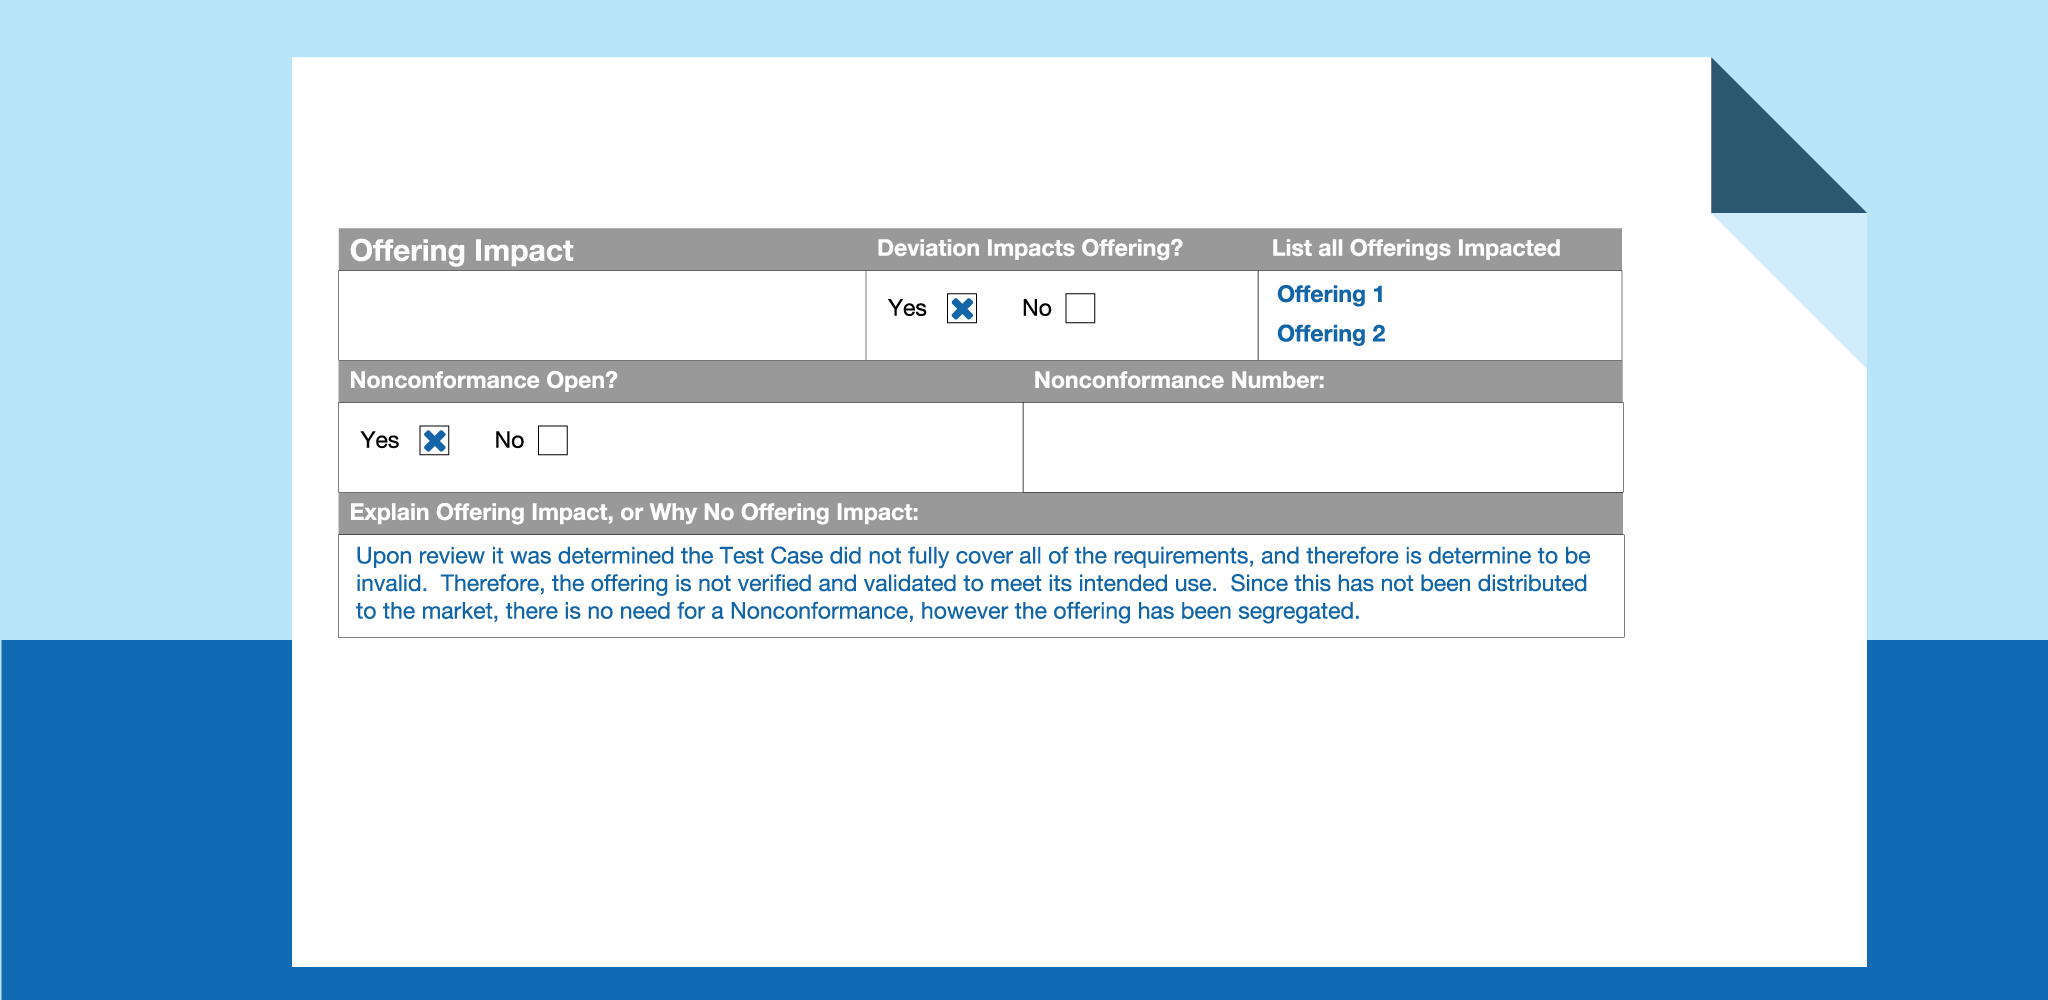 Offering Impact Deviation Impacts Offering? List all Offerings Impacted
Yes No Offering 1
Offering 2
Nonconformance Open? Nonconformance Number:
Yes No
Explain Offering Impact, or Why No Offering Impact:
Upon review it was determined the Test Case did not fully cover all of the requirements, and therefore is determine to be
invalid.  Therefore, the offering is not verified and validated to meet its intended use.  Since this has not been distributed
to the market, there is no need for a Nonconformance, however the offering has been segregated.